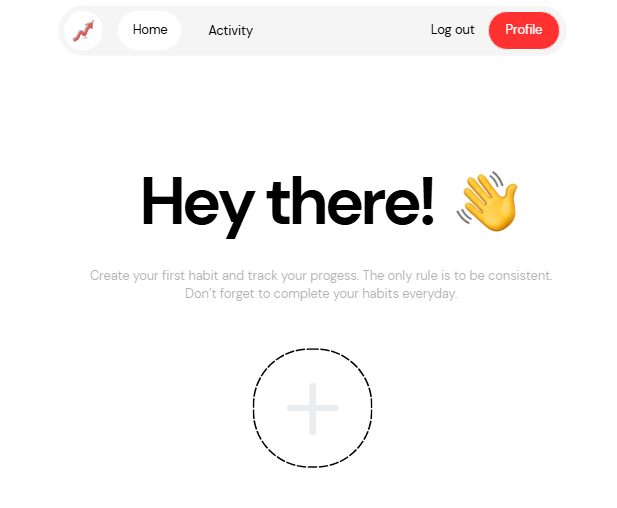 Home
Activity
Log out
Profile
Hey there! 👋
Create your first habit and track your progess. The only rule is to be consistent.
Don't forget to complete your habits everyday.